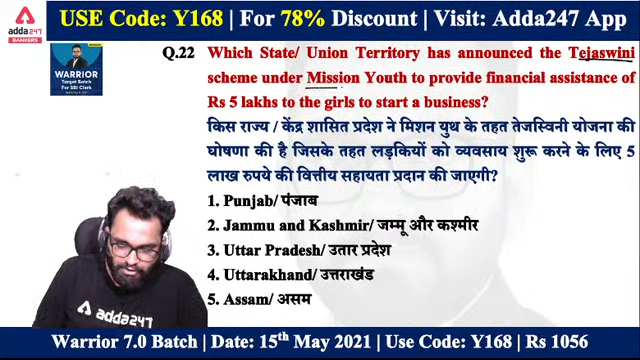 USE Code: Y168 | For 78% Discount | Visit: Adda247 App
adda247
BANKERS
WARRIOR
Target Batch
For SBI Clerk
Q.22 Which State/ Union Territory has announced the Tejaswini
scheme under Mission Youth to provide financial assistance of
Rs 5 lakhs to the girls to start a business?
किस राज्य / केंद्र शासित प्रदेश ने मिशन यूथ के तहत तेजस्विनी योजना की
घोषणा की है जिसके तहत लड़कियों को व्यवसाय शुरू करने के लिए 5
लाख रुपये की वित्तीय सहायता प्रदान की जाएगी?
1. Punjab/ पंजाब
2. Jammu and Kashmir/ जम्मू और कश्मीर
3. Uttar Pradesh/ उतार प्रदेश
4. Uttarakhand/ उत्तराखंड
5. Assam/ असम
adda247
Warrior 7.0 Batch | Date: 15th May 2021 | Use Code: Y168 | Rs 1056